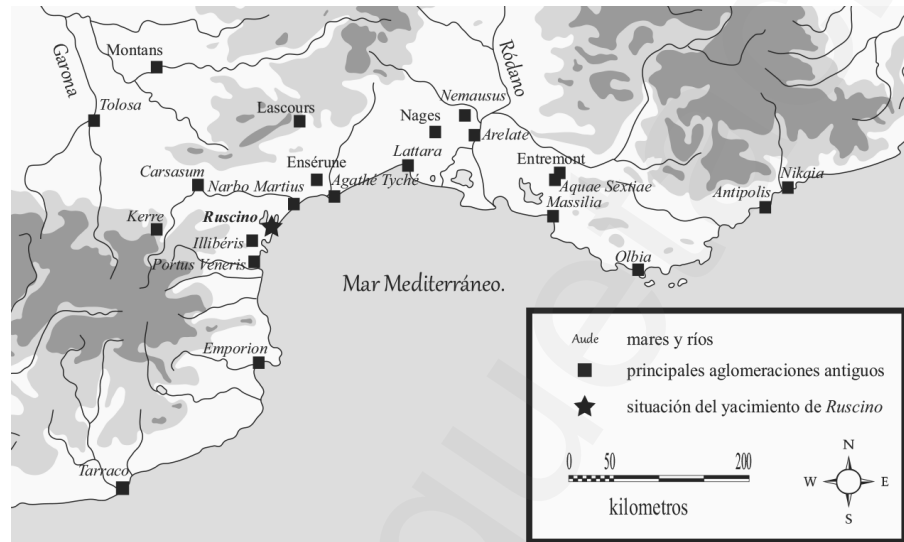 Garona
Montans
Ródano
Tolosa
Lascours
Nemausus
Nages
Arelate
Lattara
Ensérune
Entremont
Carsasum
Narbo Martius
Agathé Tyché
Aquae Sextiae
Nikaia
Antipolis
Massilia
Kerre
Ruscino
Illibéris
Portus Véneris
Olbia
Mar Mediterráneo.
Emporion
Tarraco
Aude mares y ríos
principales aglomeraciones antiguos
situación del yacimiento de Ruscino
0 50 200
kilometros
N
W E
S